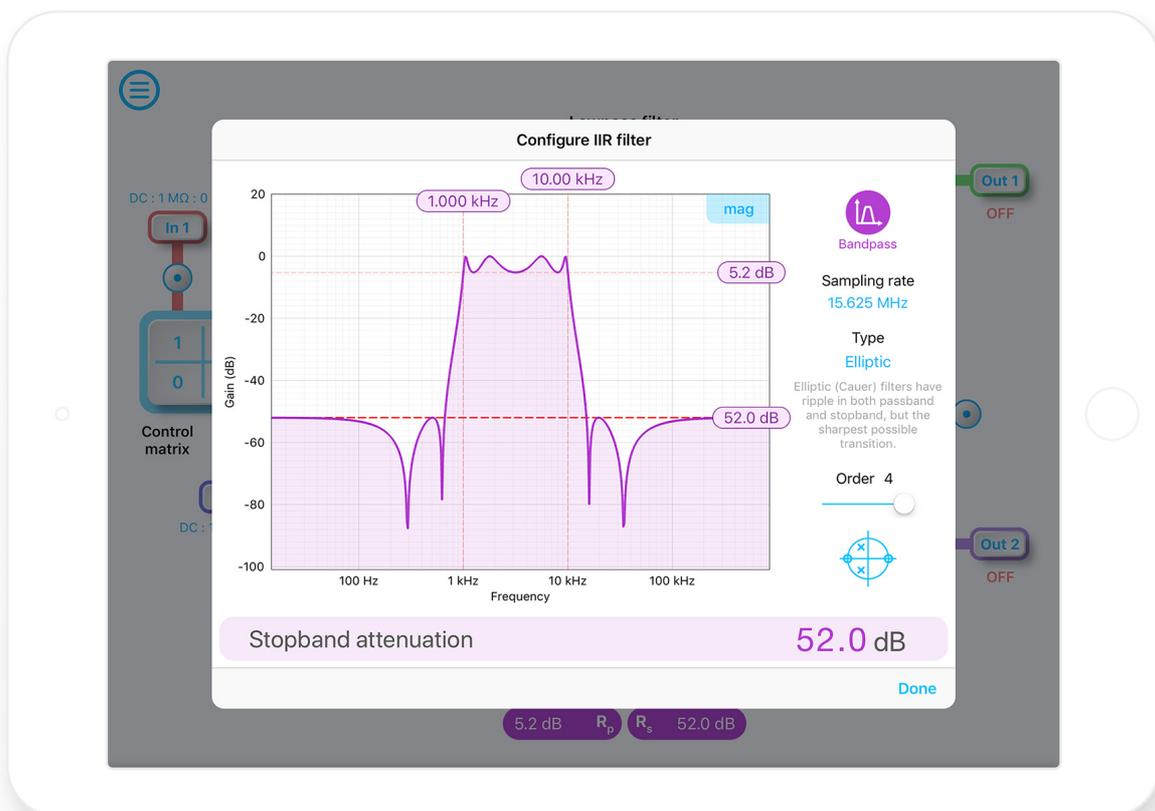 Configure IIR filter
10.00 kHz
1.000 kHz
mag
20
0
-20
-40
-60
-80
-100
Gain (dB)
5.2 dB
52.0 dB
100 Hz
1 kHz
10 kHz
100 kHz
Frequency
Bandpass
Sampling rate
15.625 MHz
Type
Elliptic
Elliptic (Cauer) filters have
ripple in both passband
and stopband, but the
sharpest possible
transition.
Order 4
Stopband attenuation
52.0 dB
Done
DC : 1 MΩ : 0
In 1
1
0
Control
matrix
DC :
Out 1
OFF
Out 2
OFF
5.2 dB Rp
Rs 52.0 dB